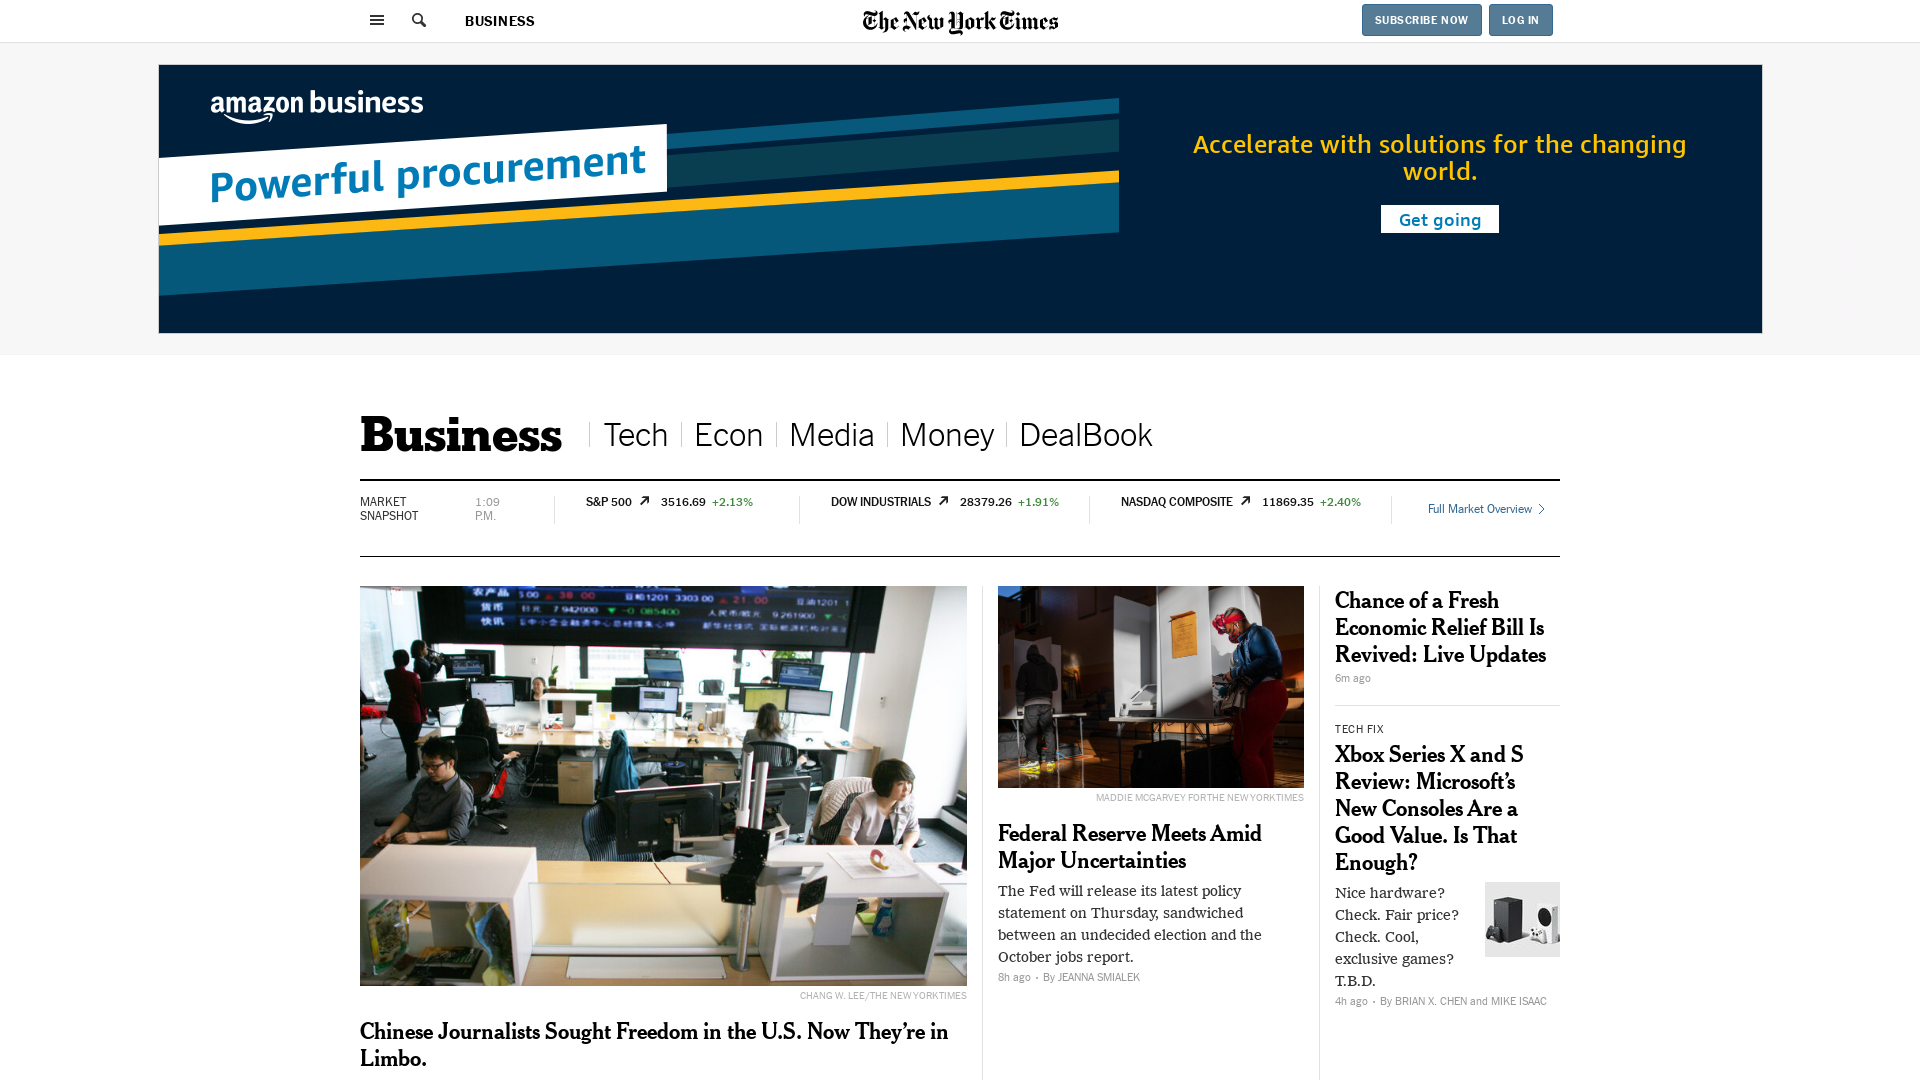 BUSINESS
The New York Times
SUBSCRIBE NOW
LOG IN
amazon business
Powerful procurement
Accelerate with solutions for the changing
world.
Get going
Business
Tech
Econ
Media
Money
DealBook
MARKET
SNAPSHOT
1:09
P.M.
S&P 500 3516.69 +2.13%
DOW INDUSTRIALS 28379.26 +1.91%
NASDAQ COMPOSITE 11869.35 +2.40%
Full Market Overview
CHANG W. LEE/THE NEW YORK TIMES
Chinese Journalists Sought Freedom in the U.S. Now They’re in
Limbo.
MADDIE MCGARVEY FOR THE NEW YORK TIMES
Federal Reserve Meets Amid
Major Uncertainties
The Fed will release its latest policy
statement on Thursday, sandwiched
between an undecided election and the
October jobs report.
8h ago · By JEANNA SMIALEK
Chance of a Fresh
Economic Relief Bill Is
Revived: Live Updates
6m ago
TECH FIX
Xbox Series X and S
Review: Microsoft’s
New Consoles Are a
Good Value. Is That
Enough?
Nice hardware?
Check. Fair price?
Check. Cool,
exclusive games?
T.B.D.
4h ago · By BRIAN X. CHEN and MIKE ISAAC